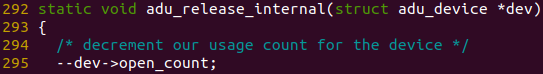 292 static void adu_release_internal(struct adu_device *dev)
293 {
294   /* decrement our usage count for the device */
295   --dev->open_count;